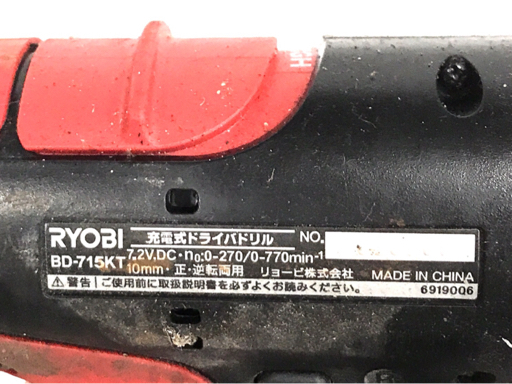 H
RYOBI 充電式ドライバドリル NO.
BD-715KT 7.2V,DC・n₀:0-270/0-770min⁻¹
10mm・正・逆転両用 リョービ株式会社 MADE IN CHINA
ご使用前に取扱説明書を必ずよくお読みください。 6919006